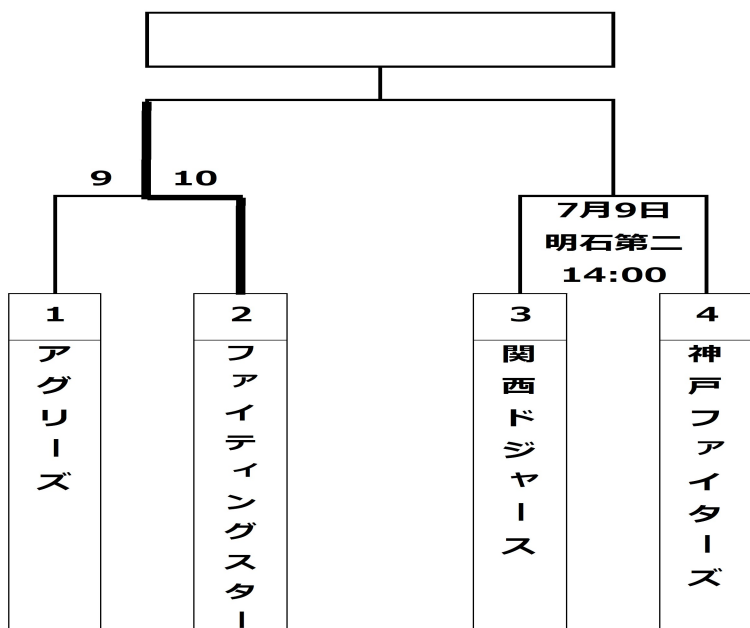 9
10
7月9日
明石第二
14:00
1
2
3
4
アグリーズ
ファイティングスター
関西ドジャース
神戸ファイターズ